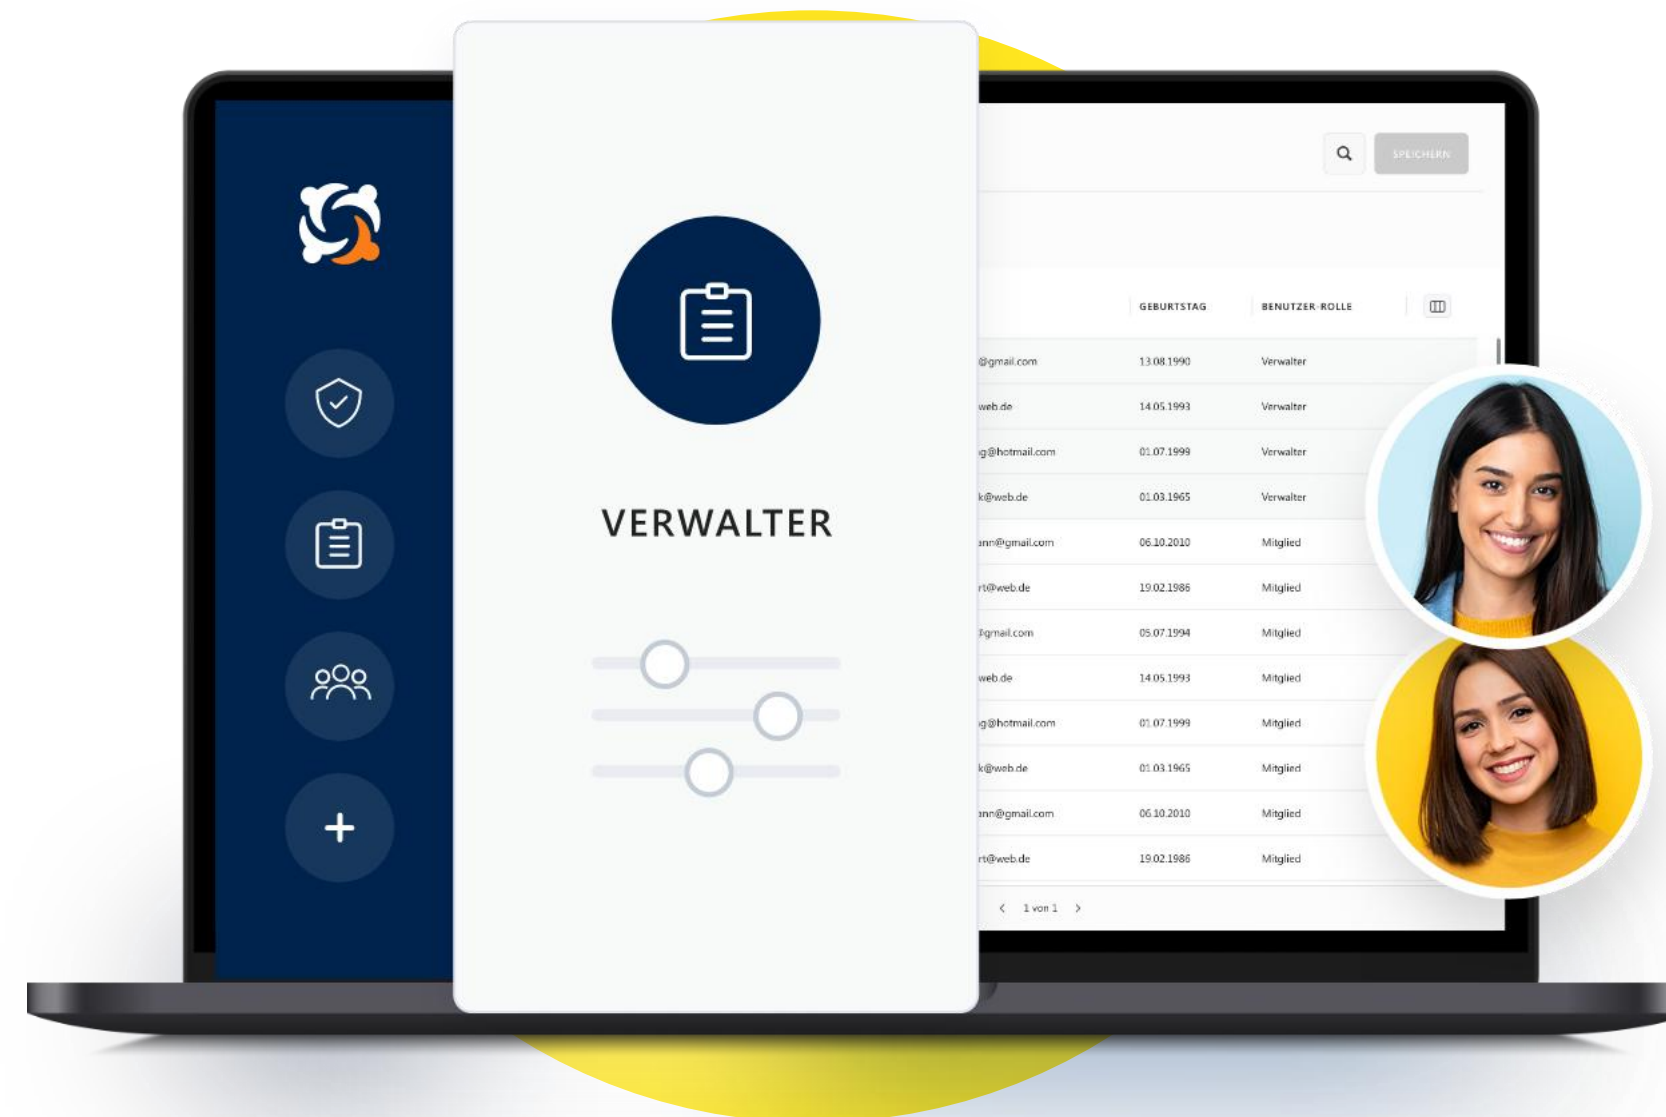 SPEICHERN
VERWALTER
GEBURTSTAG BENUTZER-ROLLE
@gmail.com 13.08.1990 Verwalter
web.de 14.05.1993 Verwalter
g@hotmail.com 01.07.1999 Verwalter
k@web.de 01.03.1965 Verwalter
ann@gmail.com 06.10.2010 Mitglied
rt@web.de 19.02.1986 Mitglied
@gmail.com 05.07.1994 Mitglied
web.de 14.05.1993 Mitglied
g@hotmail.com 01.07.1999 Mitglied
k@web.de 01.03.1965 Mitglied
ann@gmail.com 06.10.2010 Mitglied
rt@web.de 19.02.1986 Mitglied
1 von 1